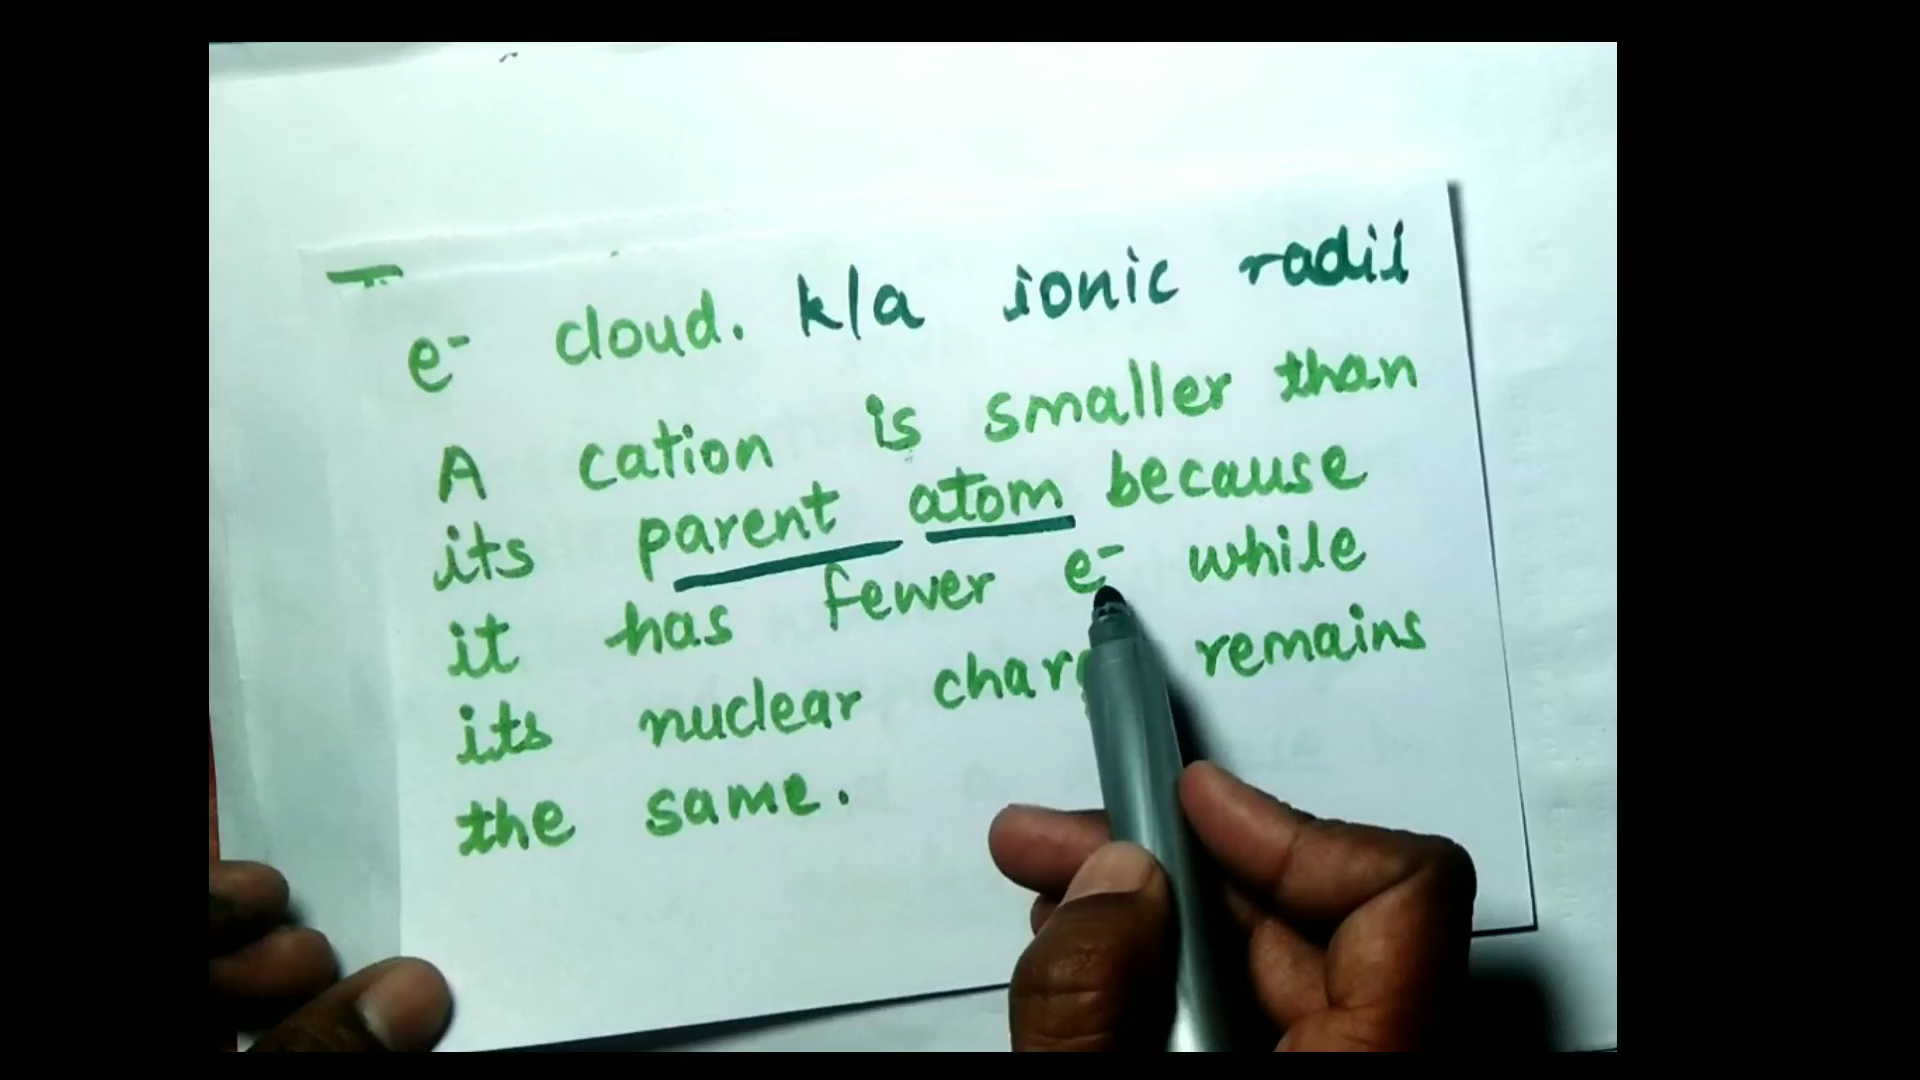 e- cloud. k/a ionic radii
A cation is smaller than
its parent atom because
it has fewer e- while
its nuclear remains
the same.